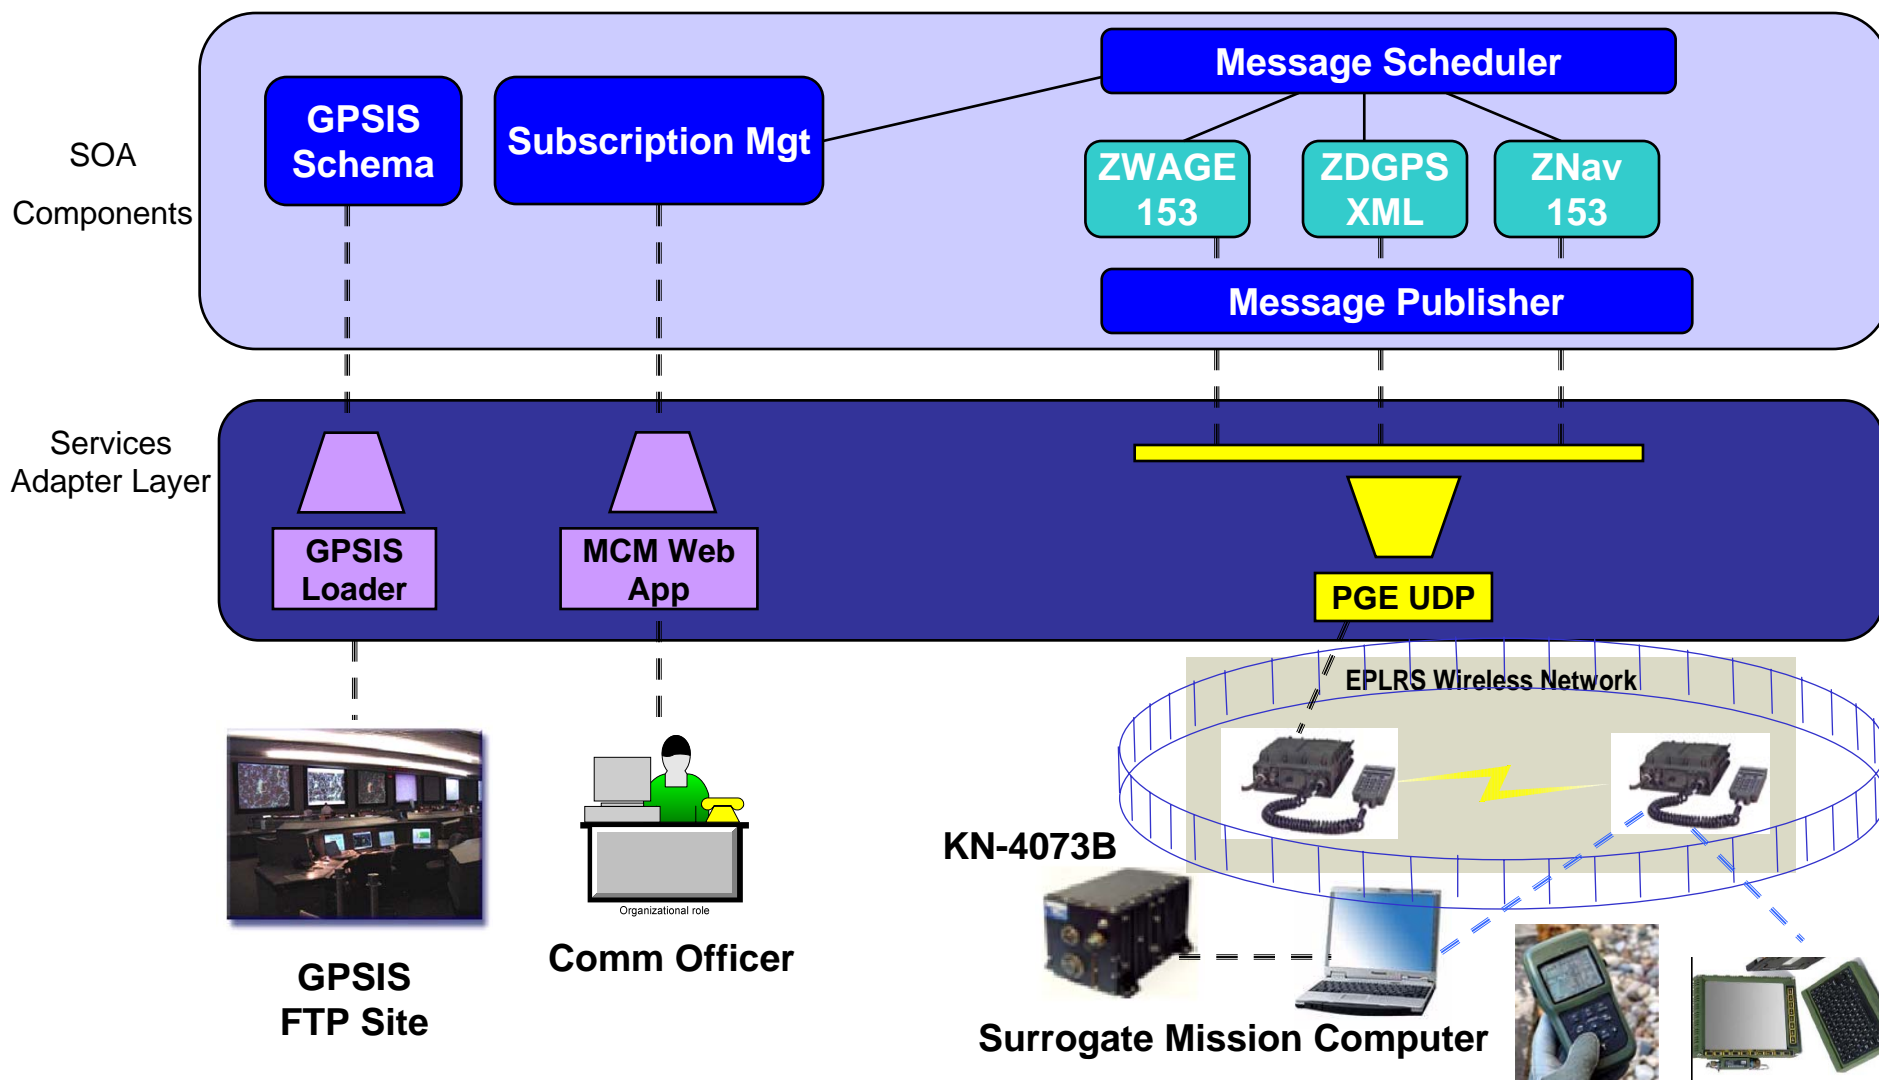 Message Scheduler
GPSIS
Schema
Subscription Mgt
SOA
Components
ZWAGE
153
ZDGPS
XML
ZNav
153
Message Publisher
Services
Adapter Layer
GPSIS
Loader
MCM Web
App
PGE UDP
EPLRS Wireless Network
KN-4073B
Organizational role
Comm Officer
GPSIS
FTP Site
Surrogate Mission Computer